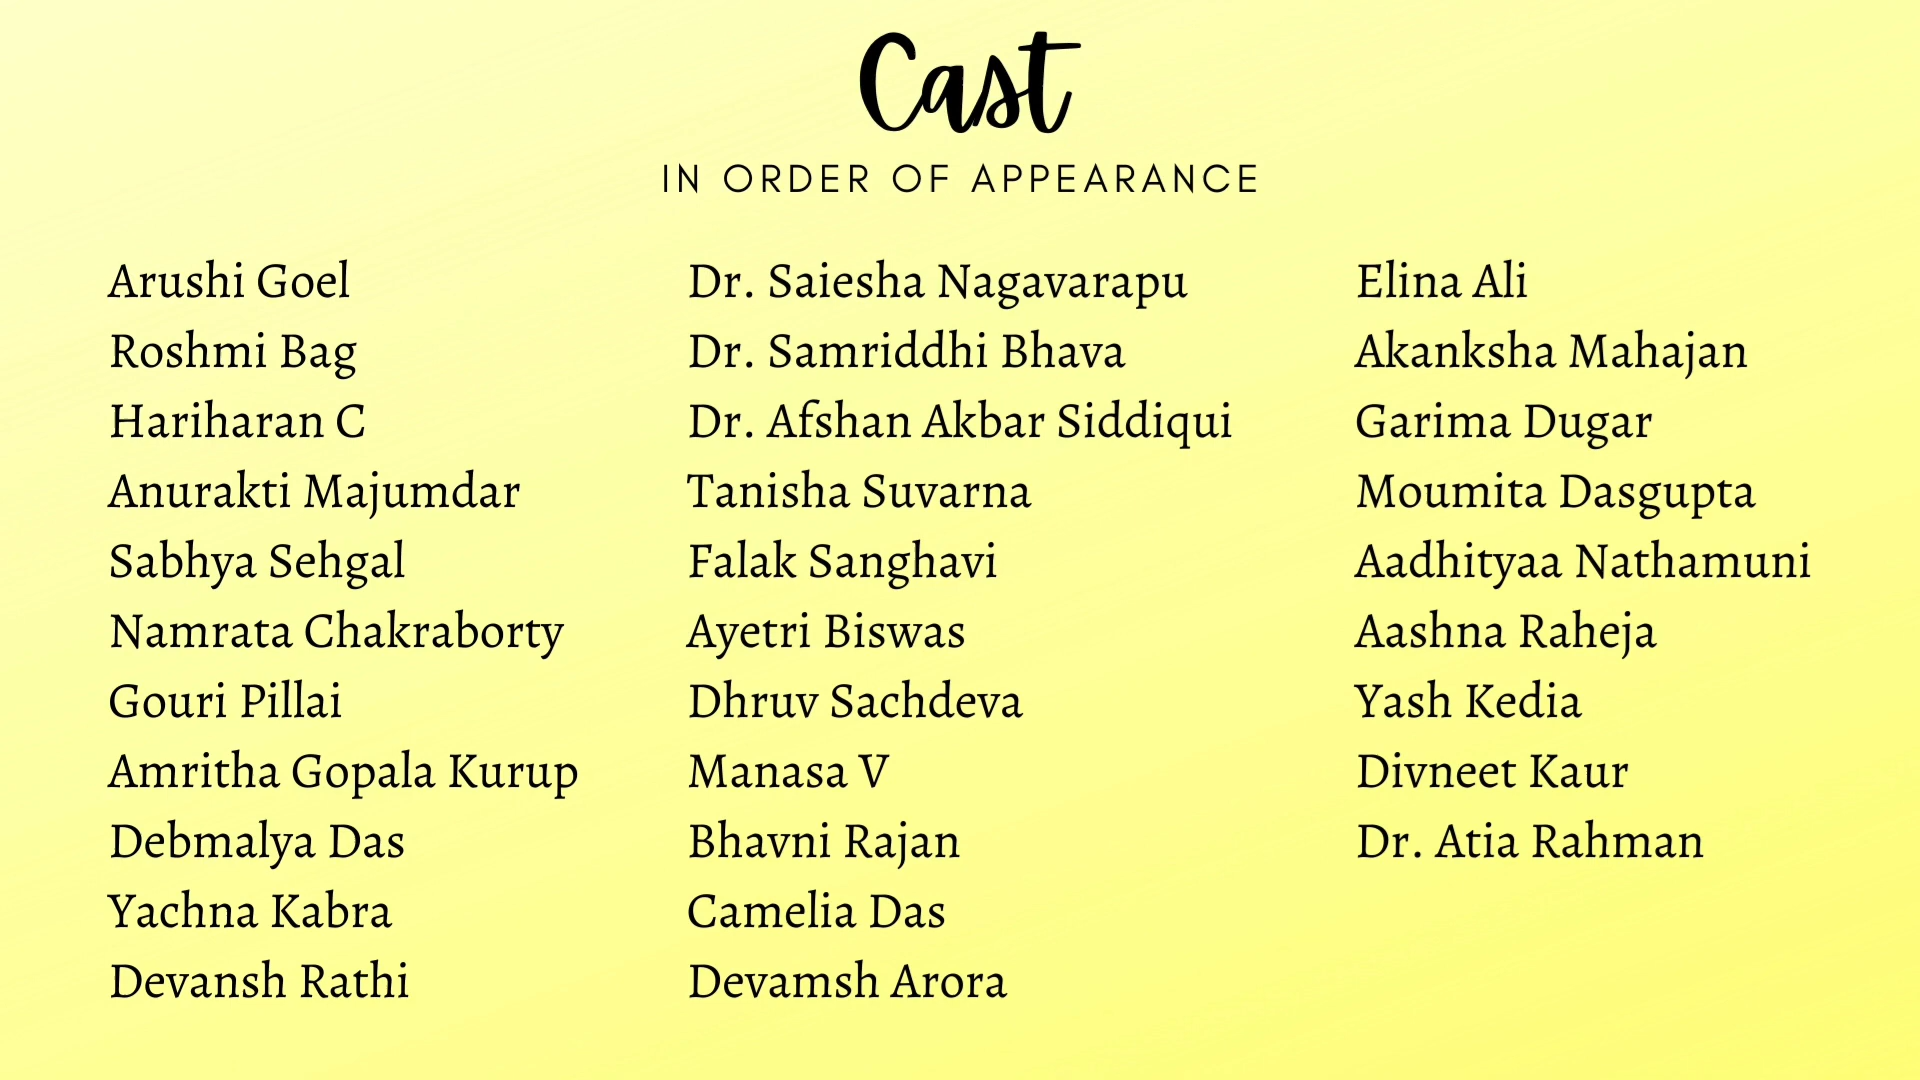 Cast
IN ORDER OF APPEARANCE
Arushi Goel
Roshmi Bag
Hariharan C
Anurakti Majumdar
Sabhya Sehgal
Namrata Chakraborty
Gouri Pillai
Amritha Gopala Kurup
Debmalya Das
Yachna Kabra
Devansh Rathi
Dr. Saiesha Nagavarapu
Dr. Samriddhi Bhava
Dr. Afshan Akbar Siddiqui
Tanisha Suvarna
Falak Sanghavi
Ayetri Biswas
Dhruv Sachdeva
Manasa V
Bhavni Rajan
Camelia Das
Devamsh Arora
Elina Ali
Akanksha Mahajan
Garima Dugar
Moumita Dasgupta
Aadhityaa Nathamuni
Aashna Raheja
Yash Kedia
Divneet Kaur
Dr. Atia Rahman